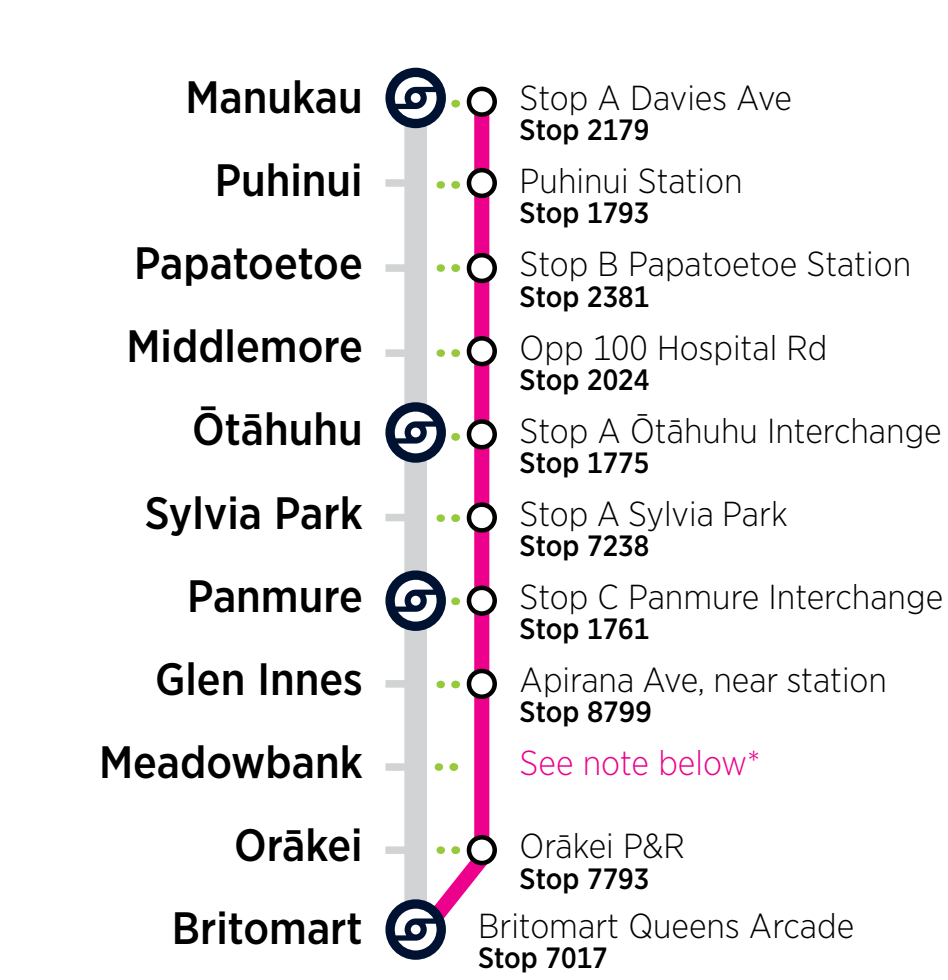 Manukau
Stop A Davies Ave
Stop 2179
Puhinui
Puhinui Station
Stop 1793
Papatoetoe
Stop B Papatoetoe Station
Stop 2381
Middlemore
Opp 100 Hospital Rd
Stop 2024
Ōtāhuhu
Stop A Ōtāhuhu Interchange
Stop 1775
Sylvia Park
Stop A Sylvia Park
Stop 7238
Panmure
Stop C Panmure Interchange
Stop 1761
Glen Innes
Apirana Ave, near station
Stop 8799
Meadowbank
See note below*
Orākei
Orākei P&R
Stop 7793
Britomart
Britomart Queens Arcade
Stop 7017